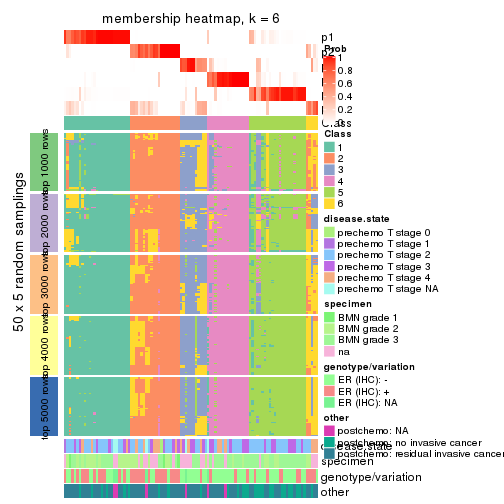 membership heatmap, k = 6
p1
p2
Prob
1
0.8
0.6
0.4
0.2
0
Class
50 x 5 random samplings
top 1000 rows
top 2000 rows
top 3000 rows
top 4000 rows
top 5000 rows
Class
1
2
3
4
5
6
disease.state
prechemo T stage 0
prechemo T stage 1
prechemo T stage 2
prechemo T stage 3
prechemo T stage 4
prechemo T stage NA
specimen
BMN grade 1
BMN grade 2
BMN grade 3
na
genotype/variation
ER (IHC): -
ER (IHC): +
ER (IHC): NA
other
postchemo: NA
postchemo: no invasive cancer
postchemo: residual invasive cancer
disease.state
specimen
genotype/variation
other